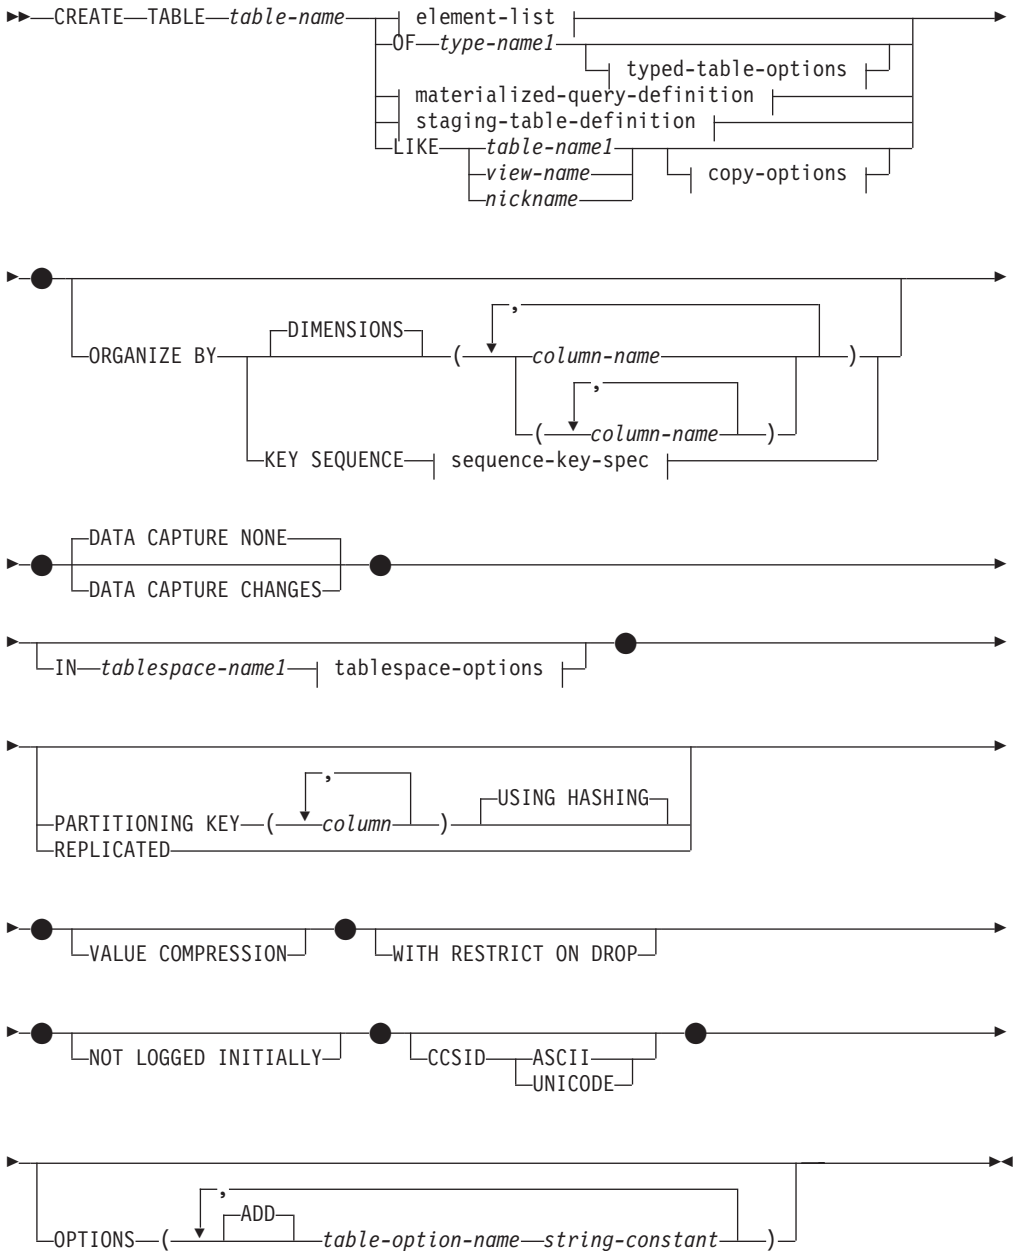 CREATE TABLE table-name element-list
OF type-name1
typed-table-options
materialized-query-definition
staging-table-definition
LIKE table-name1
view-name copy-options
nickname
,
DIMENSIONS
ORGANIZE BY ( column-name )
,
( column-name )
KEY SEQUENCE sequence-key-spec
DATA CAPTURE NONE
DATA CAPTURE CHANGES
IN tablespace-name1 tablespace-options
,
USING HASHING
PARTITIONING KEY ( column )
REPLICATED
VALUE COMPRESSION WITH RESTRICT ON DROP
NOT LOGGED INITIALLY CCSID ASCII
UNICODE
,
ADD
OPTIONS ( table-option-name string-constant )